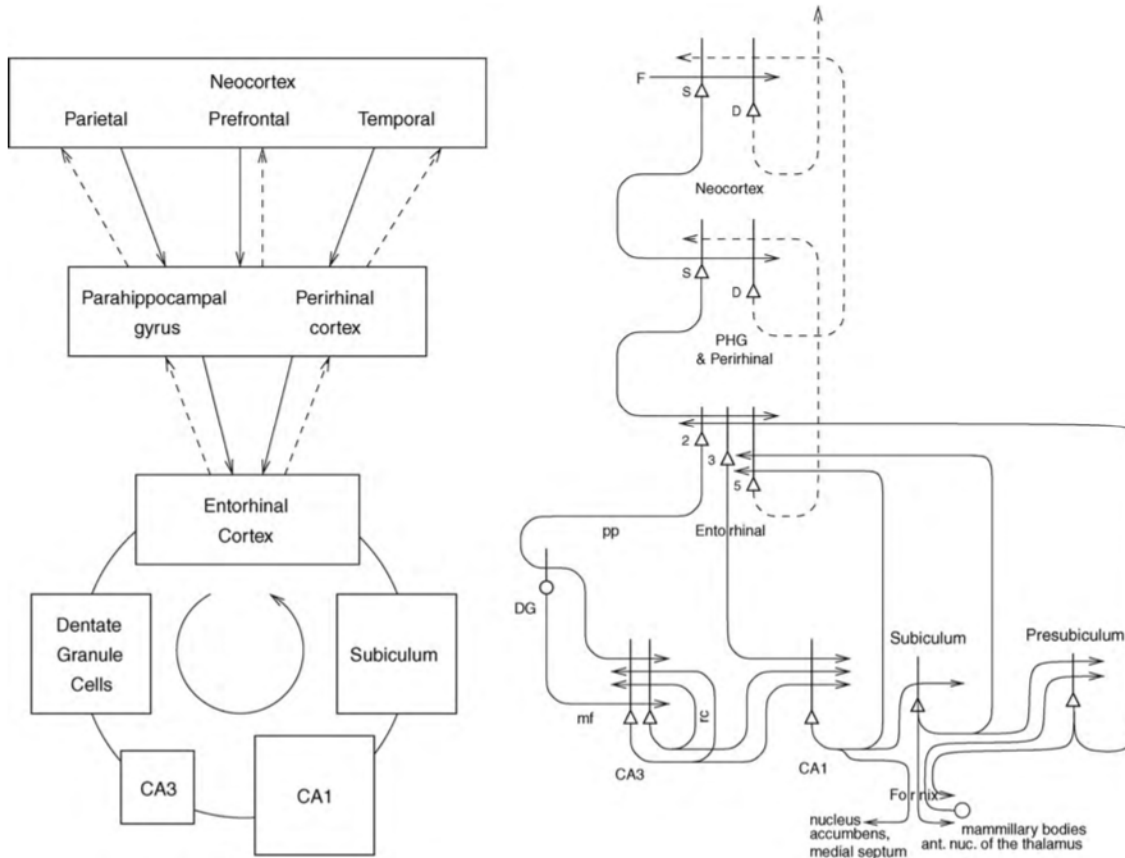 Neocortex
Parietal Prefrontal Temporal
Parahippocampal Perirhinal
gyrus cortex
Entorhinal
Cortex
Dentate
Granule
Cells
Subiculum
CA3
CA1
F
S
D
Neocortex
S
D
PHG
& Perirhinal
2
3
5
Entorhinal
pp
DG
mf
rc
CA3
CA1
Subiculum
Presubiculum
Fornix
nucleus
accumbens,
medial septum
mammillary bodies
ant. nuc. of the thalamus